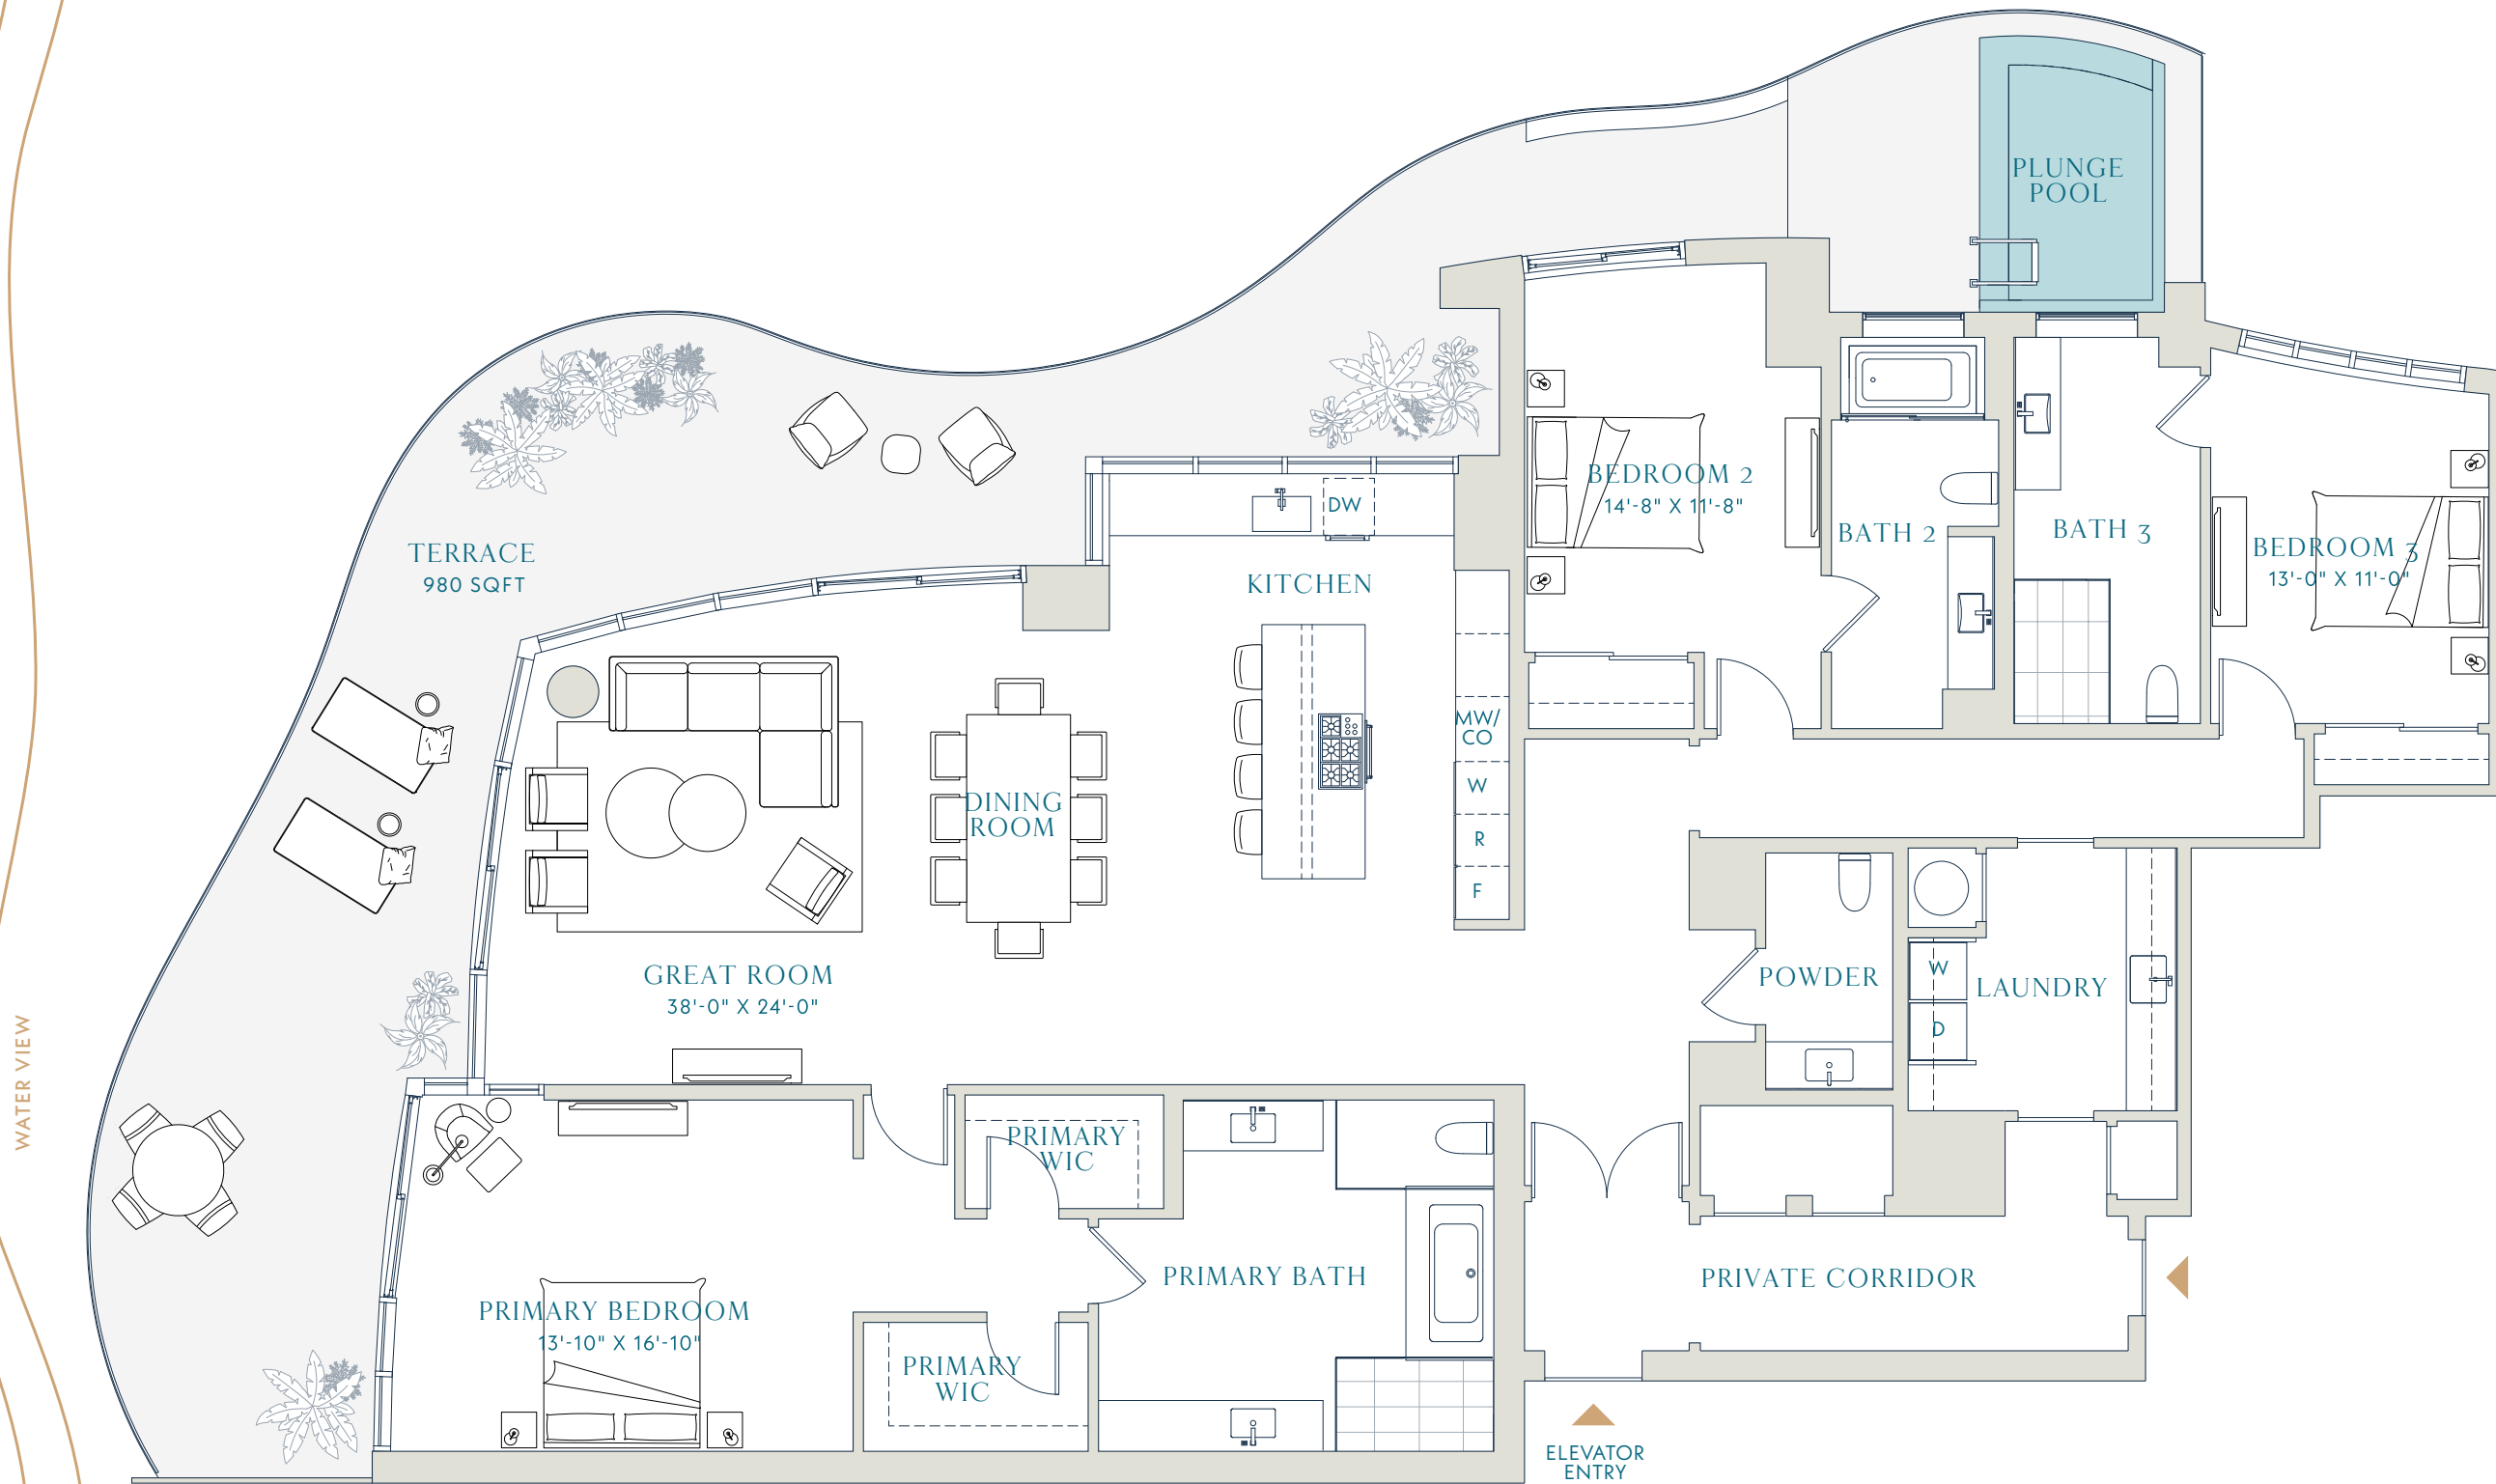 PLUNGE
POOL
BEDROOM 2
14'-8" X 11'-8"
DW
BATH 2
BATH 3
BEDROOM 3
13'-0" X 11'-0"
TERRACE
980 SQFT
KITCHEN
MW/
CO
W
R
F
DINING
ROOM
GREAT ROOM
38'-0" X 24'-0"
POWDER
W
D
LAUNDRY
WATER VIEW
PRIMARY
WIC
PRIMARY BATH
PRIVATE CORRIDOR
PRIMARY BEDROOM
13'-10" X 16'-10"
PRIMARY
WIC
ELEVATOR
ENTRY